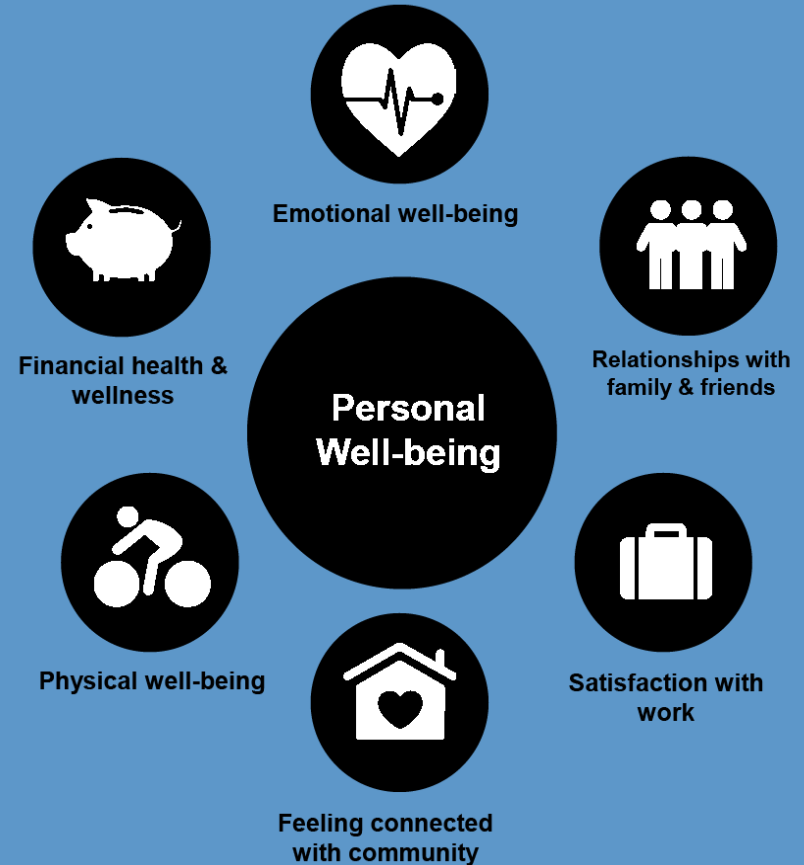 Emotional well-being
Relationships with
family & friends
Satisfaction with
work
Feeling connected
with community
Physical well-being
Financial health &
wellness
Personal
Well-being